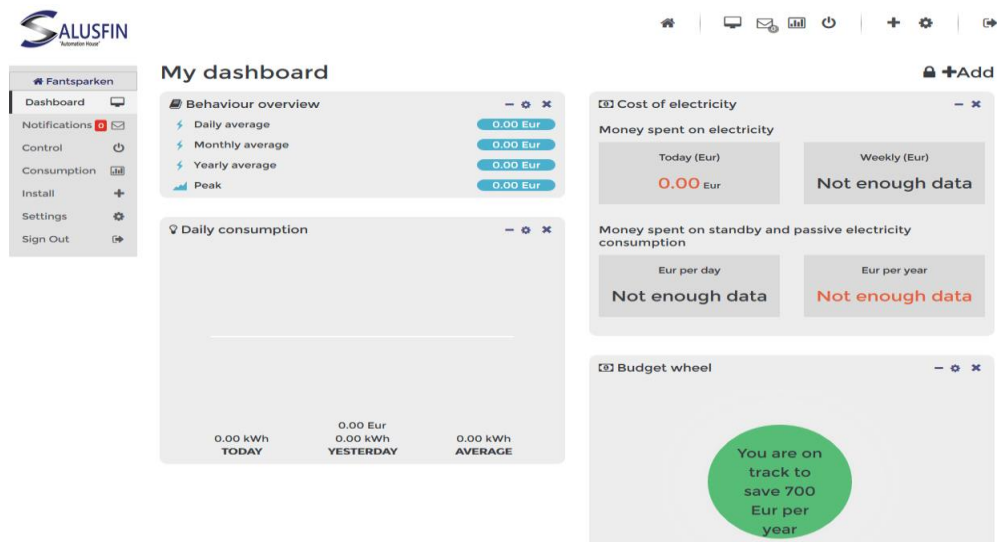 SALUSFIN
"Automation House"
0
Fantsparken
Dashboard
Notifications 0
Control
Consumption
Install
Settings
Sign Out
My dashboard
+Add
Behaviour overview
Daily average 0.00 Eur
Monthly average 0.00 Eur
Yearly average 0.00 Eur
Peak 0.00 Eur
Daily consumption
0.00 Eur
0.00 kWh 0.00 kWh 0.00 kWh
TODAY YESTERDAY AVERAGE
Cost of electricity
Money spent on electricity
Today (Eur) Weekly (Eur)
0.00 Eur Not enough data
Money spent on standby and passive electricity
consumption
Eur per day Eur per year
Not enough data Not enough data
Budget wheel
You are on
track to
save 700
Eur per
year